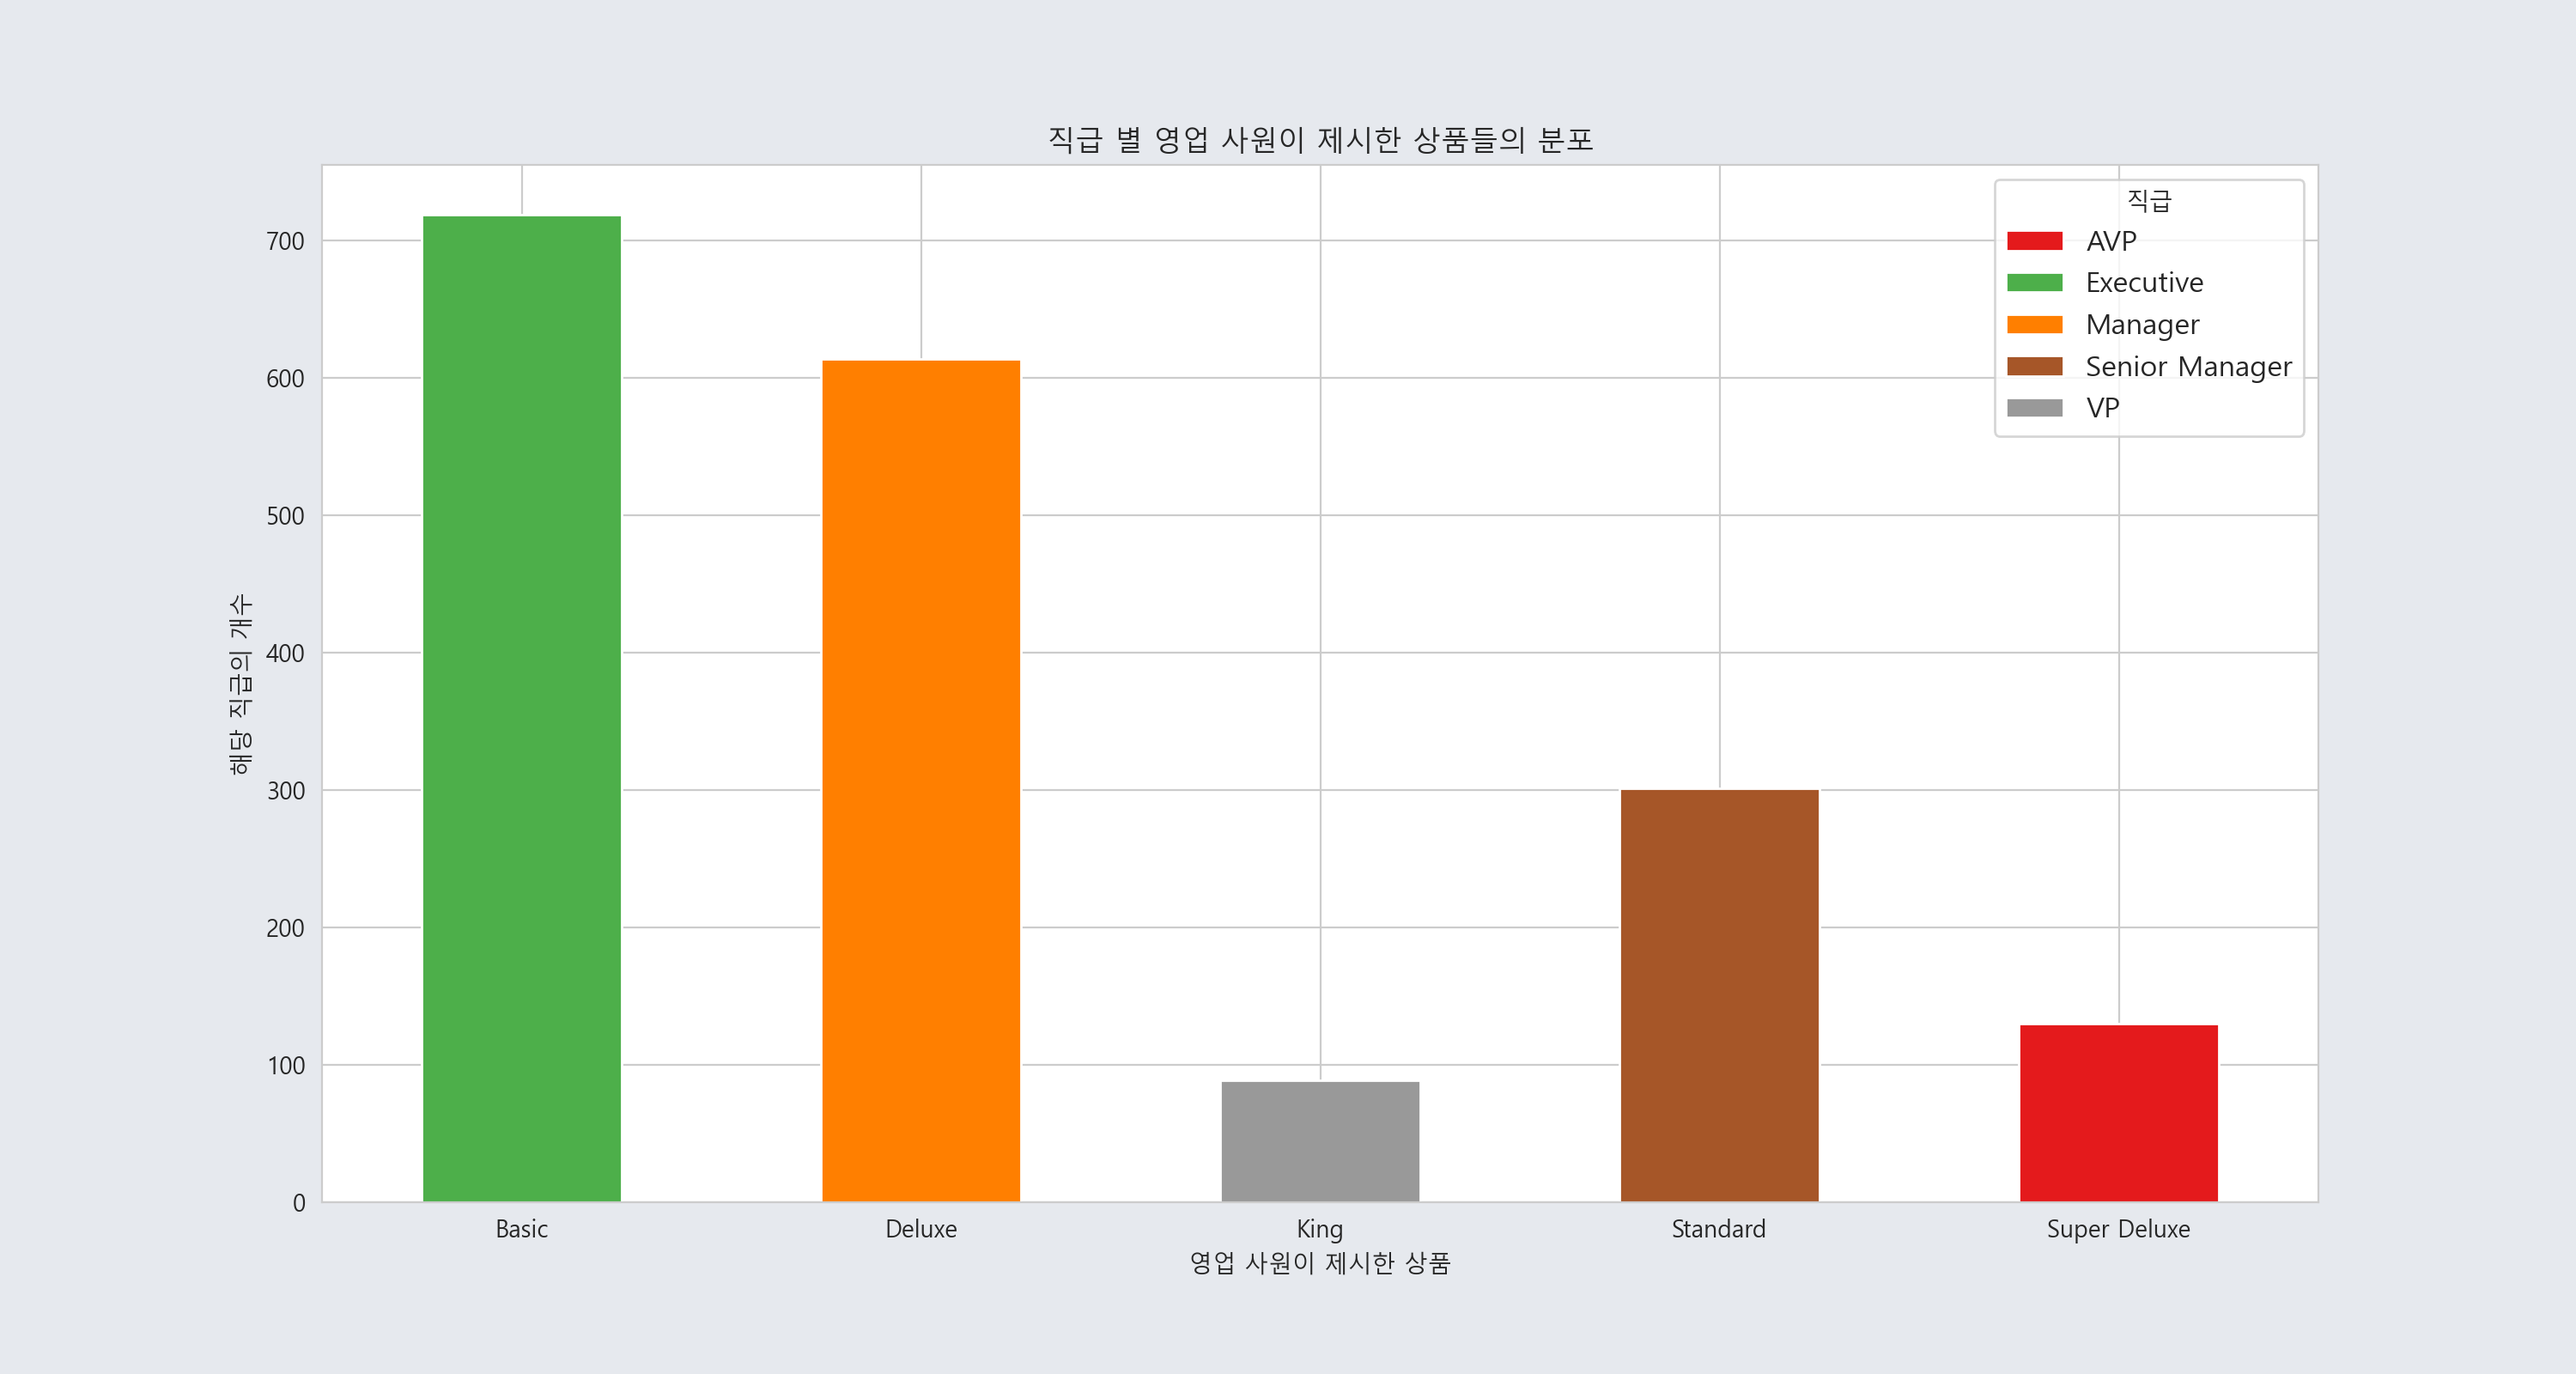 직급 별 영업 사원이 제시한 상품들의 분포
직급
AVP
Executive
Manager
Senior Manager
VP
해당 직급의 개수
700
600
500
400
300
200
100
0
Basic
Deluxe
King
Standard
Super Deluxe
영업 사원이 제시한 상품